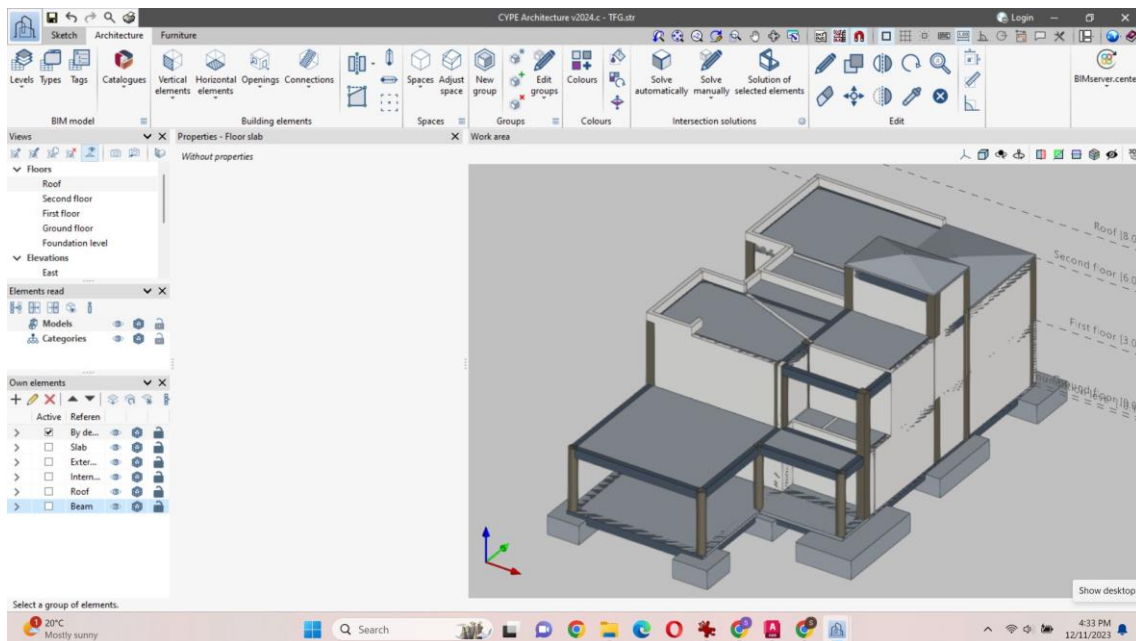 CYPE Architecture v2024.c - TFG.str
Login
Sketch Architecture Furniture
Levels Types Tags Catalogues Vertical elements Horizontal elements Openings Connections Spaces Adjust space New group Edit groups Colours Solve automatically Solve manually Solution of selected elements BIMserver.cente
BIM model Building elements Spaces Groups Colours Intersection solutions Edit
Views Properties - Floor slab Work area
Without properties
Floors
Roof
Second floor
First floor
Ground floor
Foundation level
Elevations
East
Elements read
Models
Categories
Own elements
Active Referen
By de...
Slab
Exter...
Intern...
Roof
Beam
Roof [8.0
Second floor [6.0
First floor [3.0
Show desktop
Select a group of elements.
20°C
Mostly sunny
Search
4:33 PM
12/11/2023